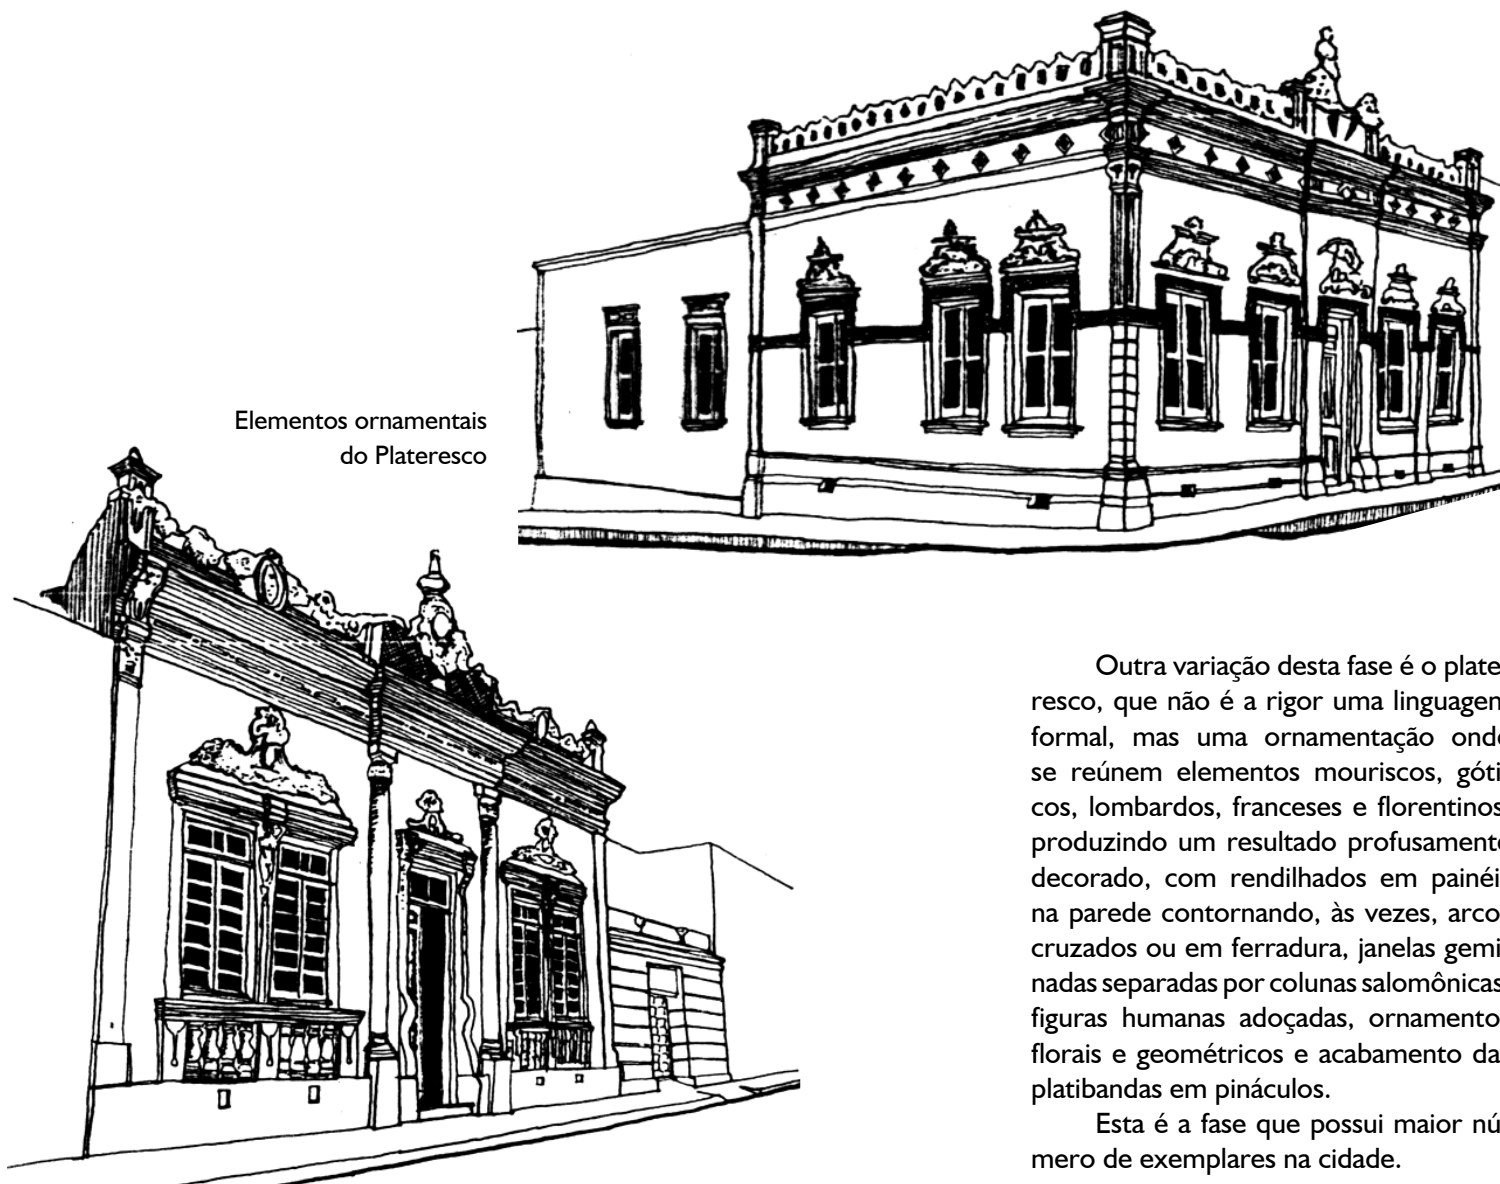 Elementos ornamentais
do Plateresco
Outra variação desta fase é o plate
resco, que não é a rigor uma linguagem
formal, mas uma ornamentação onde
se reúnem elementos mouriscos, góti
cos, lombardos, franceses e florentinos
produzindo um resultado profusamente
decorado, com rendilhados em painéi
na parede contornando, às vezes, arco
cruzados ou em ferradura, janelas gemi
nadas separadas por colunas salomônicas
figuras humanas adoçadas, ornamento
florais e geométricos e acabamento da
platibandas em pináculos.
Esta é a fase que possui maior nú
mero de exemplares na cidade.